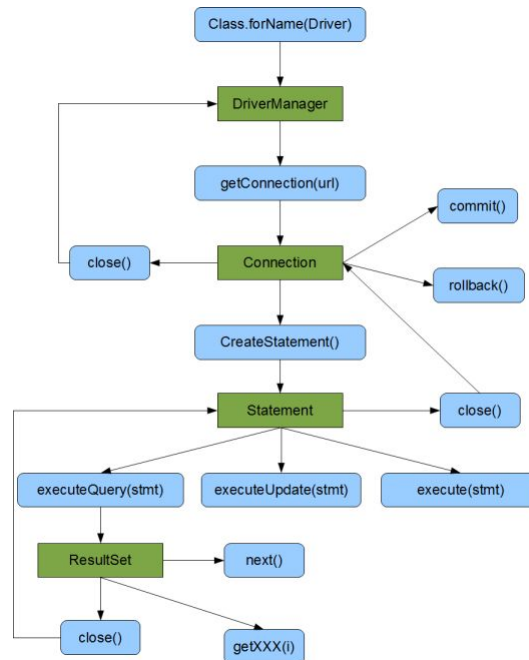 Class.forName(Driver)
DriverManager
getConnection(url)
commit()
close()
Connection
rollback()
CreateStatement()
Statement
close()
executeQuery(stmt)
executeUpdate(stmt)
execute(stmt)
ResultSet
next()
close()
getXXX(i)